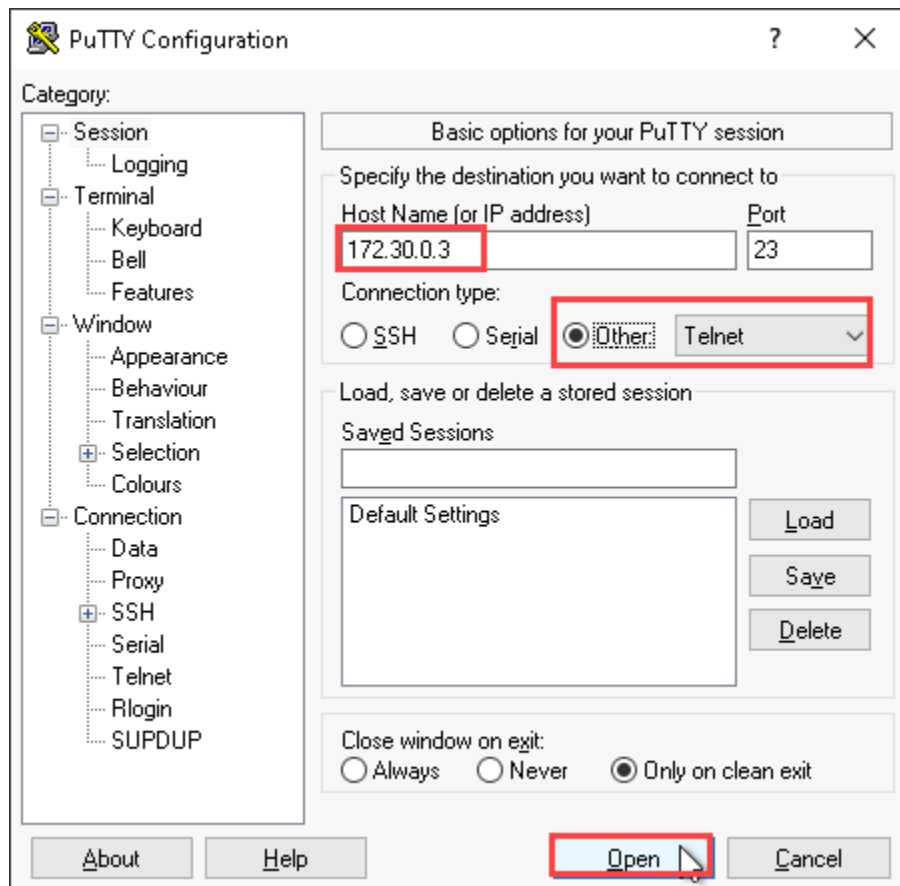 PuTTY Configuration
?
Category:
Session
Logging
Terminal
Keyboard
Bell
Features
Window
Appearance
Behaviour
Translation
Selection
Colours
Connection
Data
Proxy
SSH
Serial
Telnet
Rlogin
SUPDUP
Basic options for your PuTTY session
Specify the destination you want to connect to
Host Name (or IP address) Port
172.30.0.3 23
Connection type:
SSH Serial Other: Telnet
Load, save or delete a stored session
Saved Sessions
Default Settings
Load
Save
Delete
Close window on exit:
Always Never Only on clean exit
About Help Open Cancel